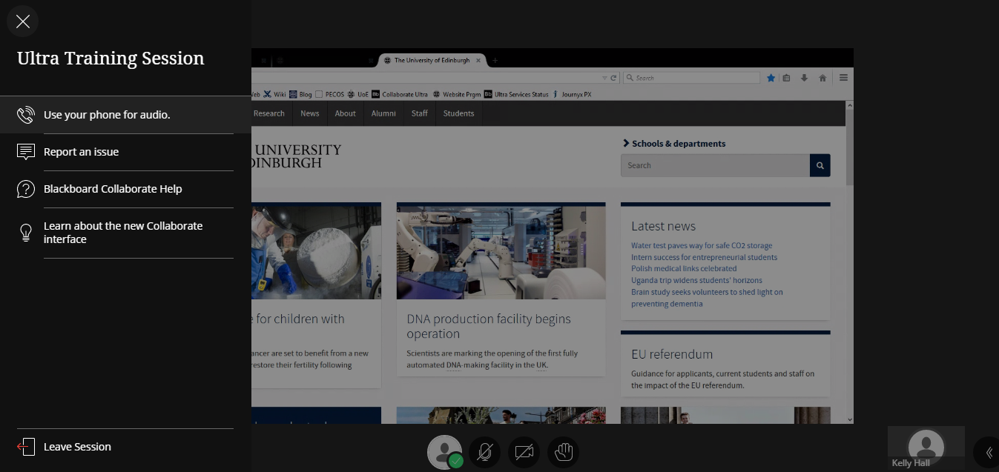 Ultra Training Session
Use your phone for audio.
Report an issue
Blackboard Collaborate Help
Learn about the new Collaborate
interface
Leave Session
The University of Edinburgh
Search
Wiki Blog PECOS UoE Collaborate Ultra Website Prgm Ultra Services Status Journyx PX
Research News About Alumni Staff Students
UNIVERSITY
Schools & departments
Search
e for children with
ancer are set to benefit from a new
restore their fertility following
DNA production facility begins
operation
Scientists are marking the opening of the first fully
automated DNA-making facility in the UK.
Latest news
Water test paves way for safe CO2 storage
Intern success for entrepreneurial students
Polish medical links celebrated
Uganda trip widens students' horizons
Brain study seeks volunteers to shed light on
preventing dementia
EU referendum
Guidance for applicants, current students and staff on
the impact of the EU referendum.
Kelly Hall